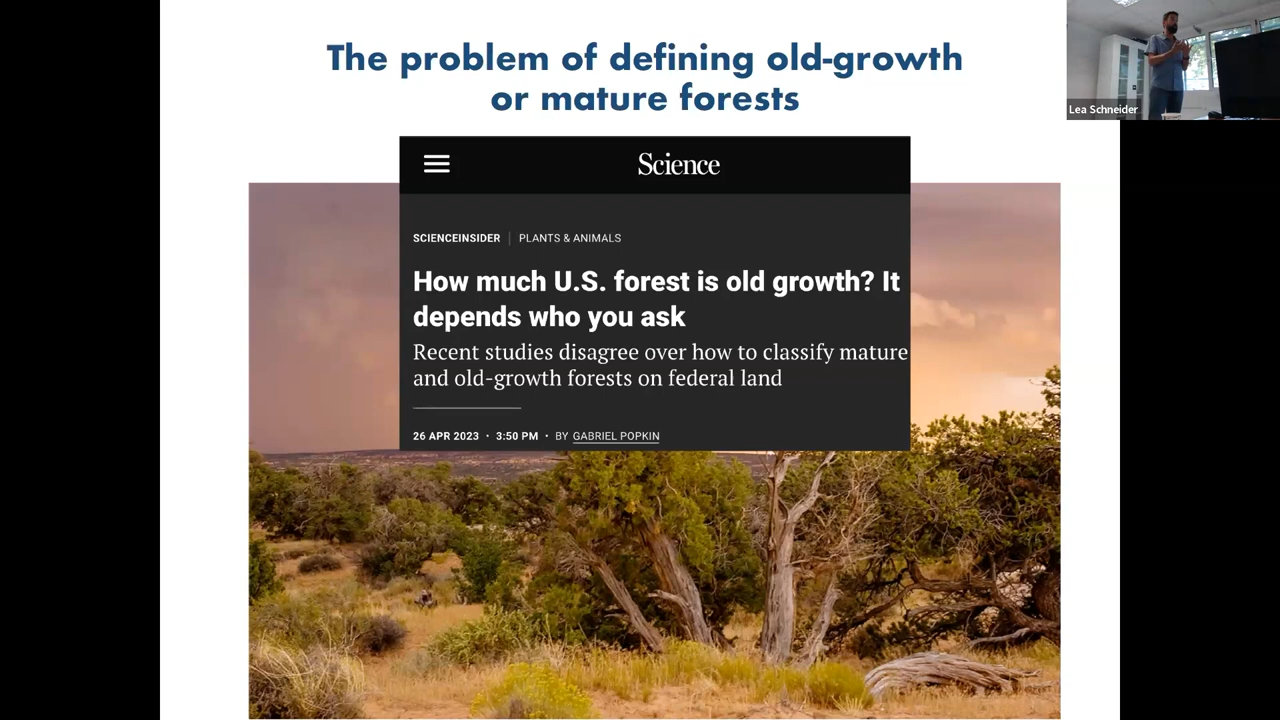 The problem of defining old-growth
or mature forests
Lea Schneider
Science
SCIENCEINSIDER | PLANTS & ANIMALS
How much U.S. forest is old growth? It
depends who you ask
Recent studies disagree over how to classify mature
and old-growth forests on federal land
26 APR 2023 · 3:50 PM · BY GABRIEL POPKIN